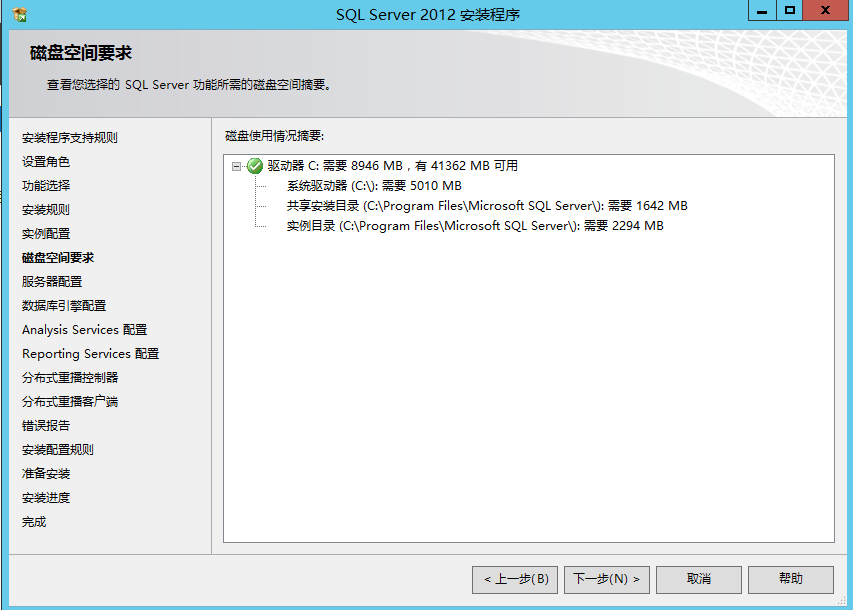 SQL Server 2012 安装程序
磁盘空间要求
查看您选择的 SQL Server 功能所需的磁盘空间摘要。
安装程序支持规则
设置角色
功能选择
安装规则
实例配置
磁盘空间要求
服务器配置
数据库引擎配置
Analysis Services 配置
Reporting Services 配置
分布式重播控制器
分布式重播客户端
错误报告
安装配置规则
准备安装
安装进度
完成
磁盘使用情况摘要:
驱动器 C: 需要 8946 MB，有 41362 MB 可用
系统驱动器 (C:\): 需要 5010 MB
共享安装目录 (C:\Program Files\Microsoft SQL Server\): 需要 1642 MB
实例目录 (C:\Program Files\Microsoft SQL Server\): 需要 2294 MB
< 上一步(B)
下一步(N) >
取消
帮助